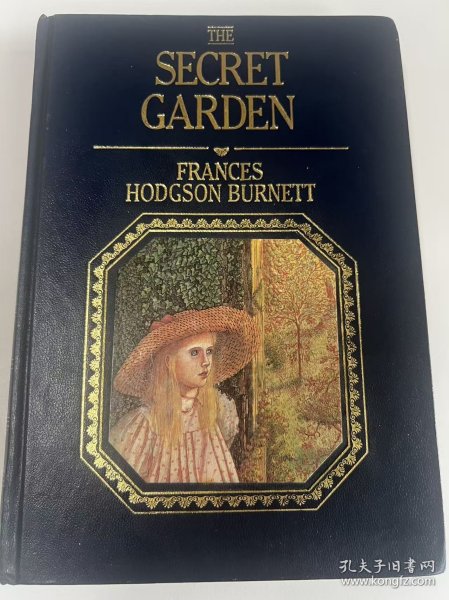 THE
SECRET
GARDEN
FRANCES
HODGSON BURNETT
孔夫子旧书网
www.kongfz.com